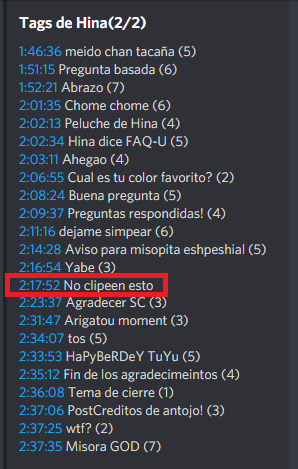 Tags de Hina(2/2)
1:46:36 meido chan tacaña (5)
1:51:15 Pregunta basada (6)
1:52:21 Abrazo (7)
2:01:35 Chome chome (6)
2:02:13 Peluche de Hina (4)
2:02:34 Hina dice FAQ-U (5)
2:03:11 Ahegao (4)
2:06:55 Cual es tu color favorito? (2)
2:08:24 Buena pregunta (5)
2:09:37 Preguntas respondidas! (4)
2:11:16 dejame simpear (6)
2:14:28 Aviso para misopita eshpeshial (5)
2:16:54 Yabe (3)
2:17:52 No clipeen esto
2:23:37 Agradecer SC (3)
2:31:47 Arigatou moment (3)
2:34:07 tos (5)
2:33:53 HaPyBeRDeY TuYu (5)
2:35:12 Fin de los agradecimeintos (4)
2:36:08 Tema de cierre (1)
2:37:06 PostCreditos de antojo! (3)
2:37:25 wtf? (2)
2:37:35 Misora GOD (7)